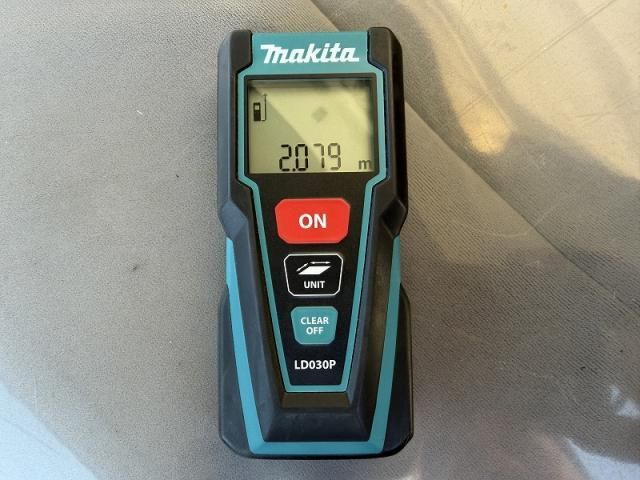 makita
2.079 m
ON
UNIT
CLEAR
OFF
LD030P